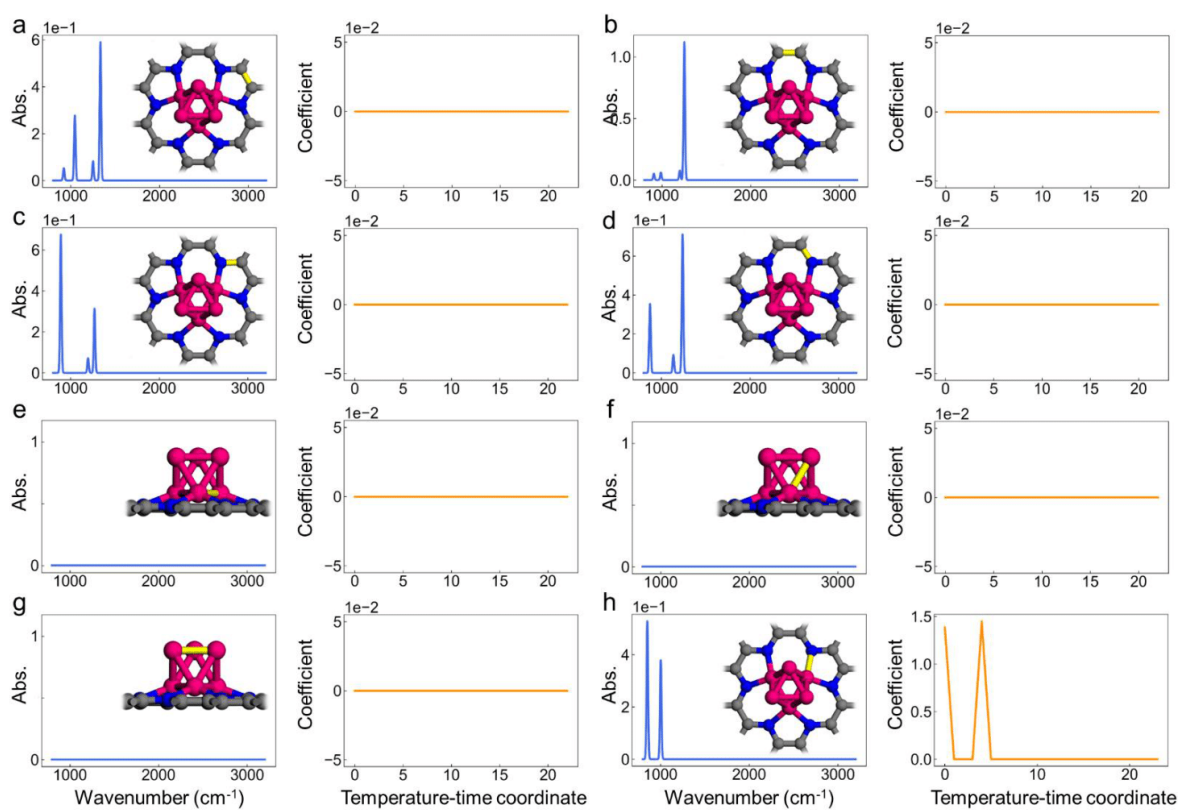 a
1e−1
6
4
2
0
Abs.
1000 2000 3000
1e−2
5
0
−5
Coefficient
0 5 10 15 20
b
1.0
0.5
0.0
Abs.
1000 2000 3000
1e−2
5
0
−5
Coefficient
0 5 10 15 20
c
1e−1
6
4
2
0
Abs.
1000 2000 3000
1e−2
5
0
−5
Coefficient
0 5 10 15 20
d
1e−1
6
4
2
0
Abs.
1000 2000 3000
1e−2
5
0
−5
Coefficient
0 5 10 15 20
e
1
0
Abs.
1000 2000 3000
1e−2
5
0
−5
Coefficient
0 5 10 15 20
f
1
0
Abs.
1000 2000 3000
1e−2
5
0
−5
Coefficient
0 5 10 15 20
g
1
0
Abs.
1000 2000 3000
Wavenumber (cm⁻¹)
1e−2
5
0
−5
Coefficient
0 5 10 15 20
Temperature-time coordinate
h
1e−1
4
2
0
Abs.
1000 2000 3000
Wavenumber (cm⁻¹)
1.5
1.0
0.5
0.0
Coefficient
0 10 20
Temperature-time coordinate